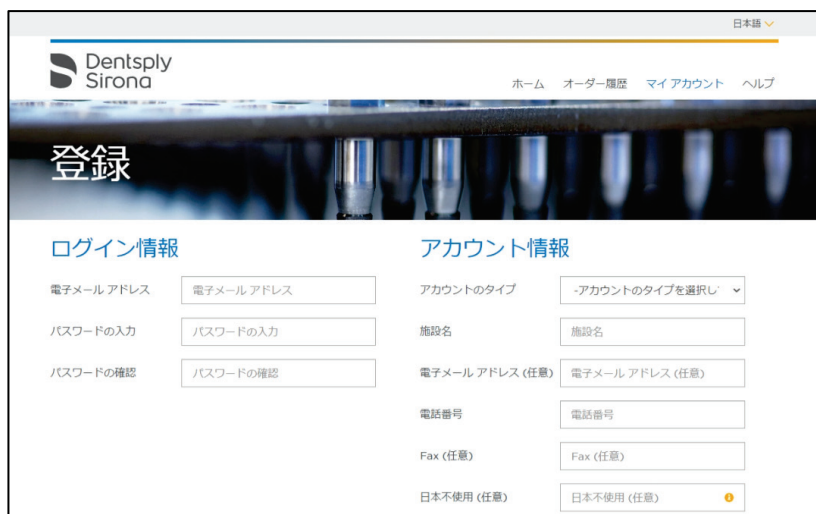 日本語
Dentsply
Sirona
ホーム オーダー履歴 マイ アカウント ヘルプ
登録
ログイン情報
電子メール アドレス 電子メール アドレス
パスワードの入力 パスワードの入力
パスワードの確認 パスワードの確認
アカウント情報
アカウントのタイプ -アカウントのタイプを選択し
施設名 施設名
電子メール アドレス (任意) 電子メール アドレス (任意)
電話番号 電話番号
Fax (任意) Fax (任意)
日本不使用 (任意) 日本不使用 (任意)